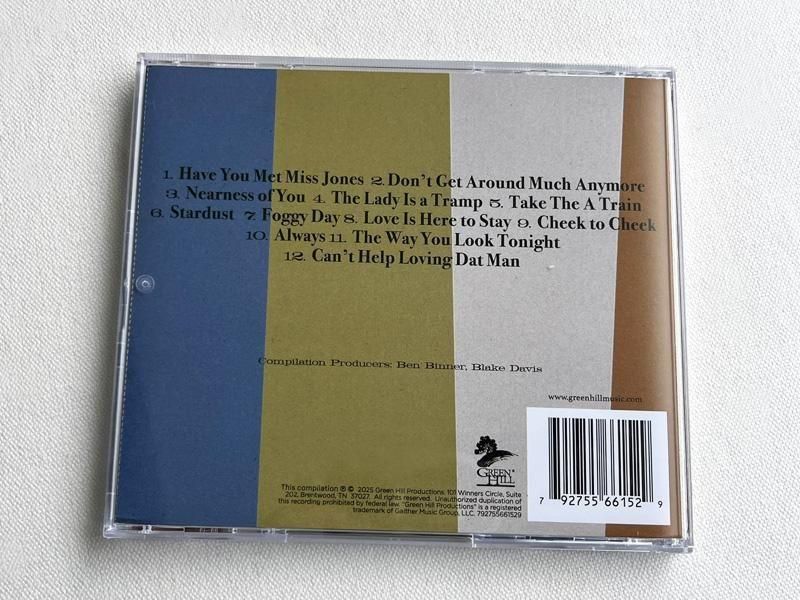 1. Have You Met Miss Jones 2. Don't Get Around Much Anymore
3. Nearness of You 4. The Lady Is a Tramp 5. Take The A Train
6. Stardust 7. Foggy Day 8. Love Is Here to Stay 9. Cheek to Cheek
10. Always 11. The Way You Look Tonight
12. Can't Help Loving Dat Man
Compilation Producers: Ben Binner, Blake Davis
www.greenhillmusic.com
GREEN
HILL
This compilation ℗ © 2025 Green Hill Productions. 101 Winners Circle, Suite
202, Brentwood, TN 37027. All rights reserved. Unauthorized duplication of
this recording prohibited by federal law. "Green Hill Productions" is a registered
trademark of Gaither Music Group, LLC. 792755661529
7 92755 66152 9